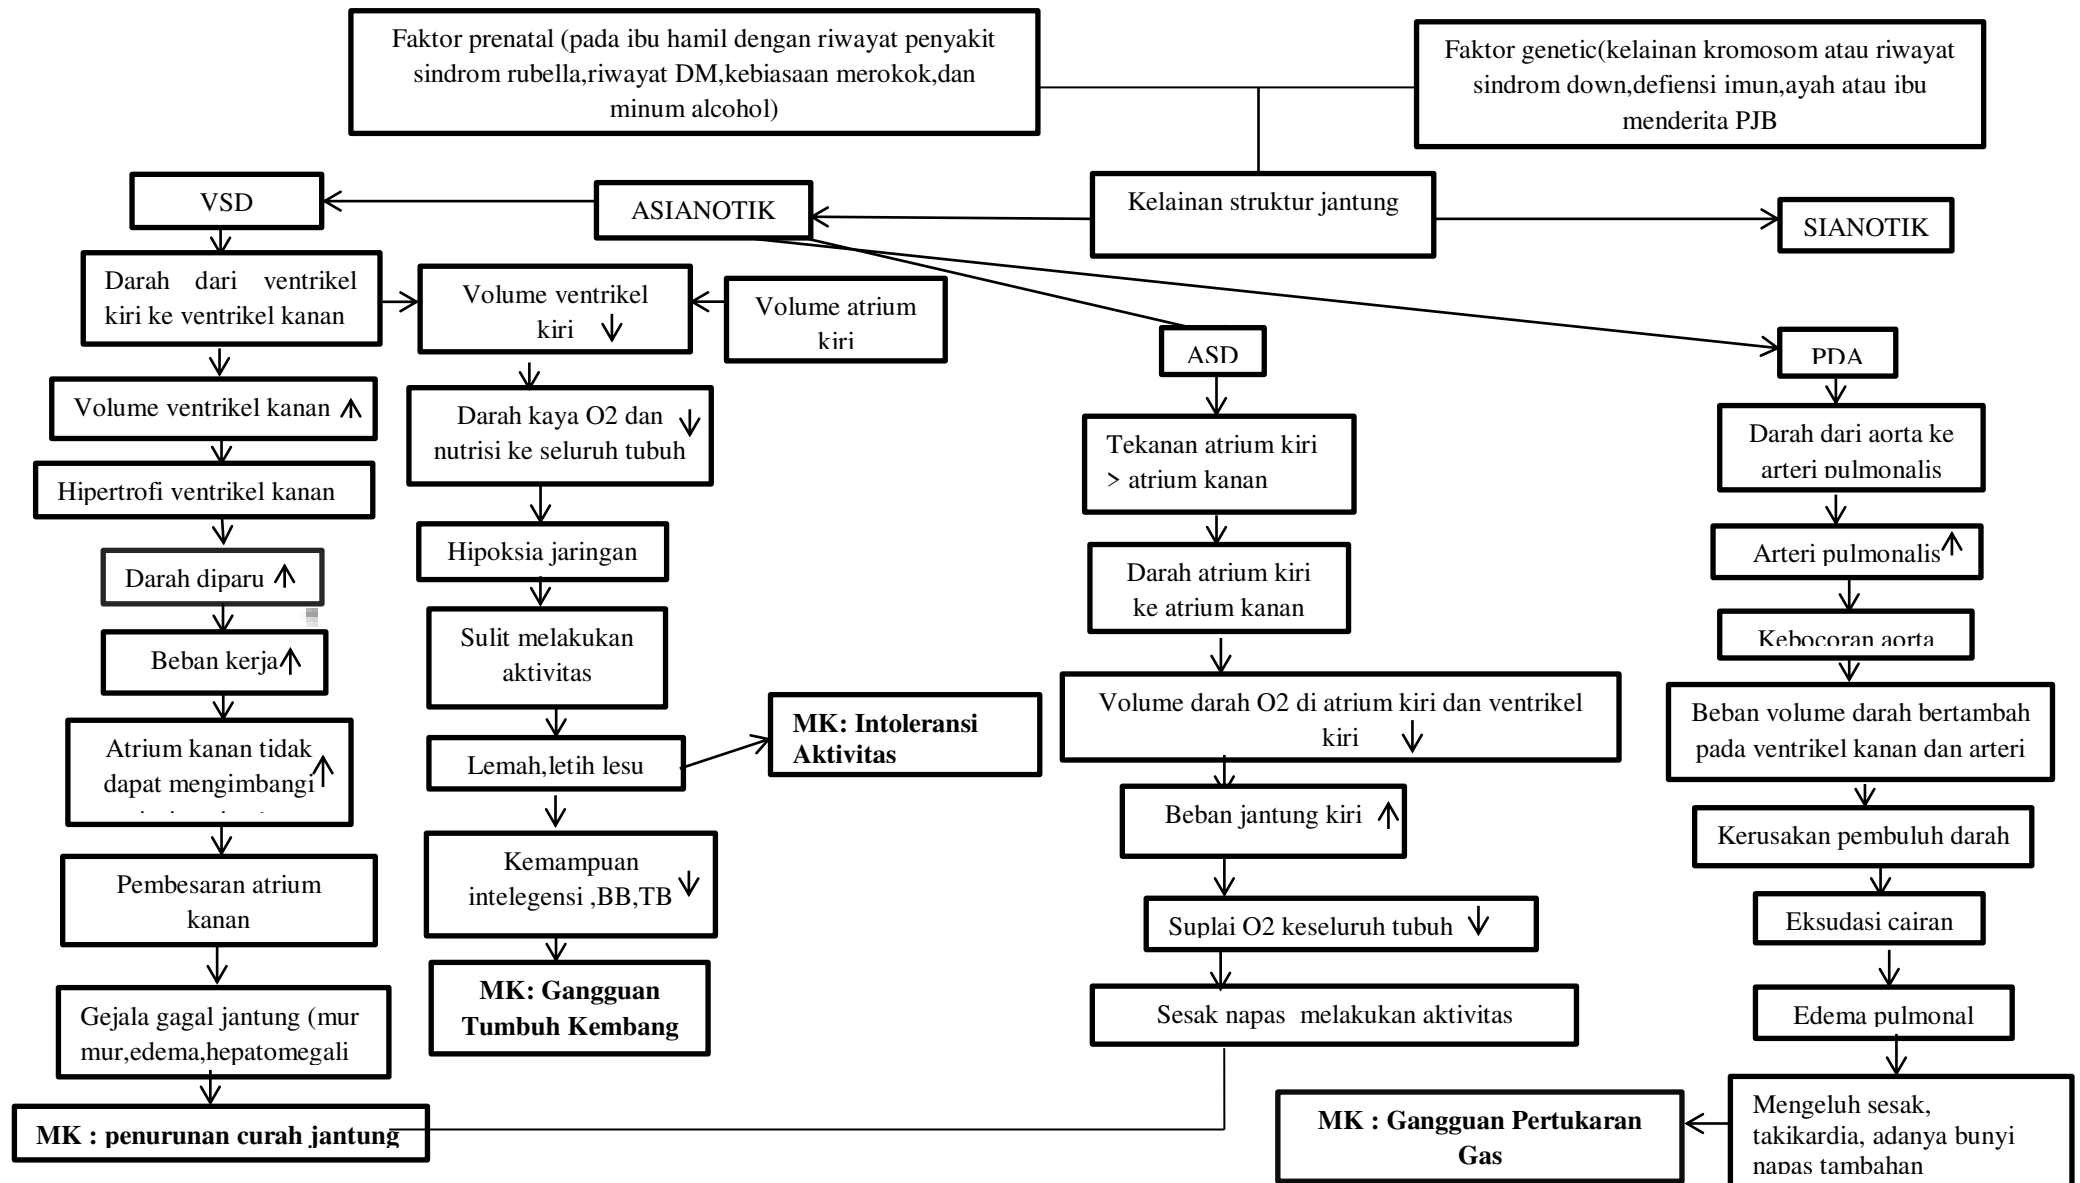 Faktor prenatal (pada ibu hamil dengan riwayat penyakit
sindrom rubella,riwayat DM,kebiasaan merokok,dan
minum alcohol)
Faktor genetic(kelainan kromosom atau riwayat
sindrom down,defiensi imun,ayah atau ibu
menderita PJB
VSD
ASIANOTIK
Kelainan struktur jantung
SIANOTIK
Darah dari ventrikel
kiri ke ventrikel kanan
Volume ventrikel
kiri ↓
Volume atrium
kiri
ASD
PDA
Volume ventrikel kanan ↑
Darah kaya O2 dan ↓
nutrisi ke seluruh tubuh
Tekanan atrium kiri
> atrium kanan
Darah dari aorta ke
arteri pulmonalis
Hipertrofi ventrikel kanan
Hipoksia jaringan
Darah atrium kiri
ke atrium kanan
Arteri pulmonalis ↑
Darah diparu ↑
Sulit melakukan
aktivitas
Kebocoran aorta
Beban kerja ↑
MK: Intoleransi
Aktivitas
Volume darah O2 di atrium kiri dan ventrikel
kiri ↓
Beban volume darah bertambah
pada ventrikel kanan dan arteri
Atrium kanan tidak
dapat mengimbangi ↑
Lemah,letih lesu
Beban jantung kiri ↑
Kerusakan pembuluh darah
Pembesaran atrium
kanan
Kemampuan
intelegensi ,BB,TB ↓
Suplai O2 keseluruh tubuh ↓
Eksudasi cairan
Gejala gagal jantung (mur
mur,edema,hepatomegali
MK: Gangguan
Tumbuh Kembang
Sesak napas melakukan aktivitas
Edema pulmonal
MK : penurunan curah jantung
MK : Gangguan Pertukaran
Gas
Mengeluh sesak,
takikardia, adanya bunyi
napas tambahan